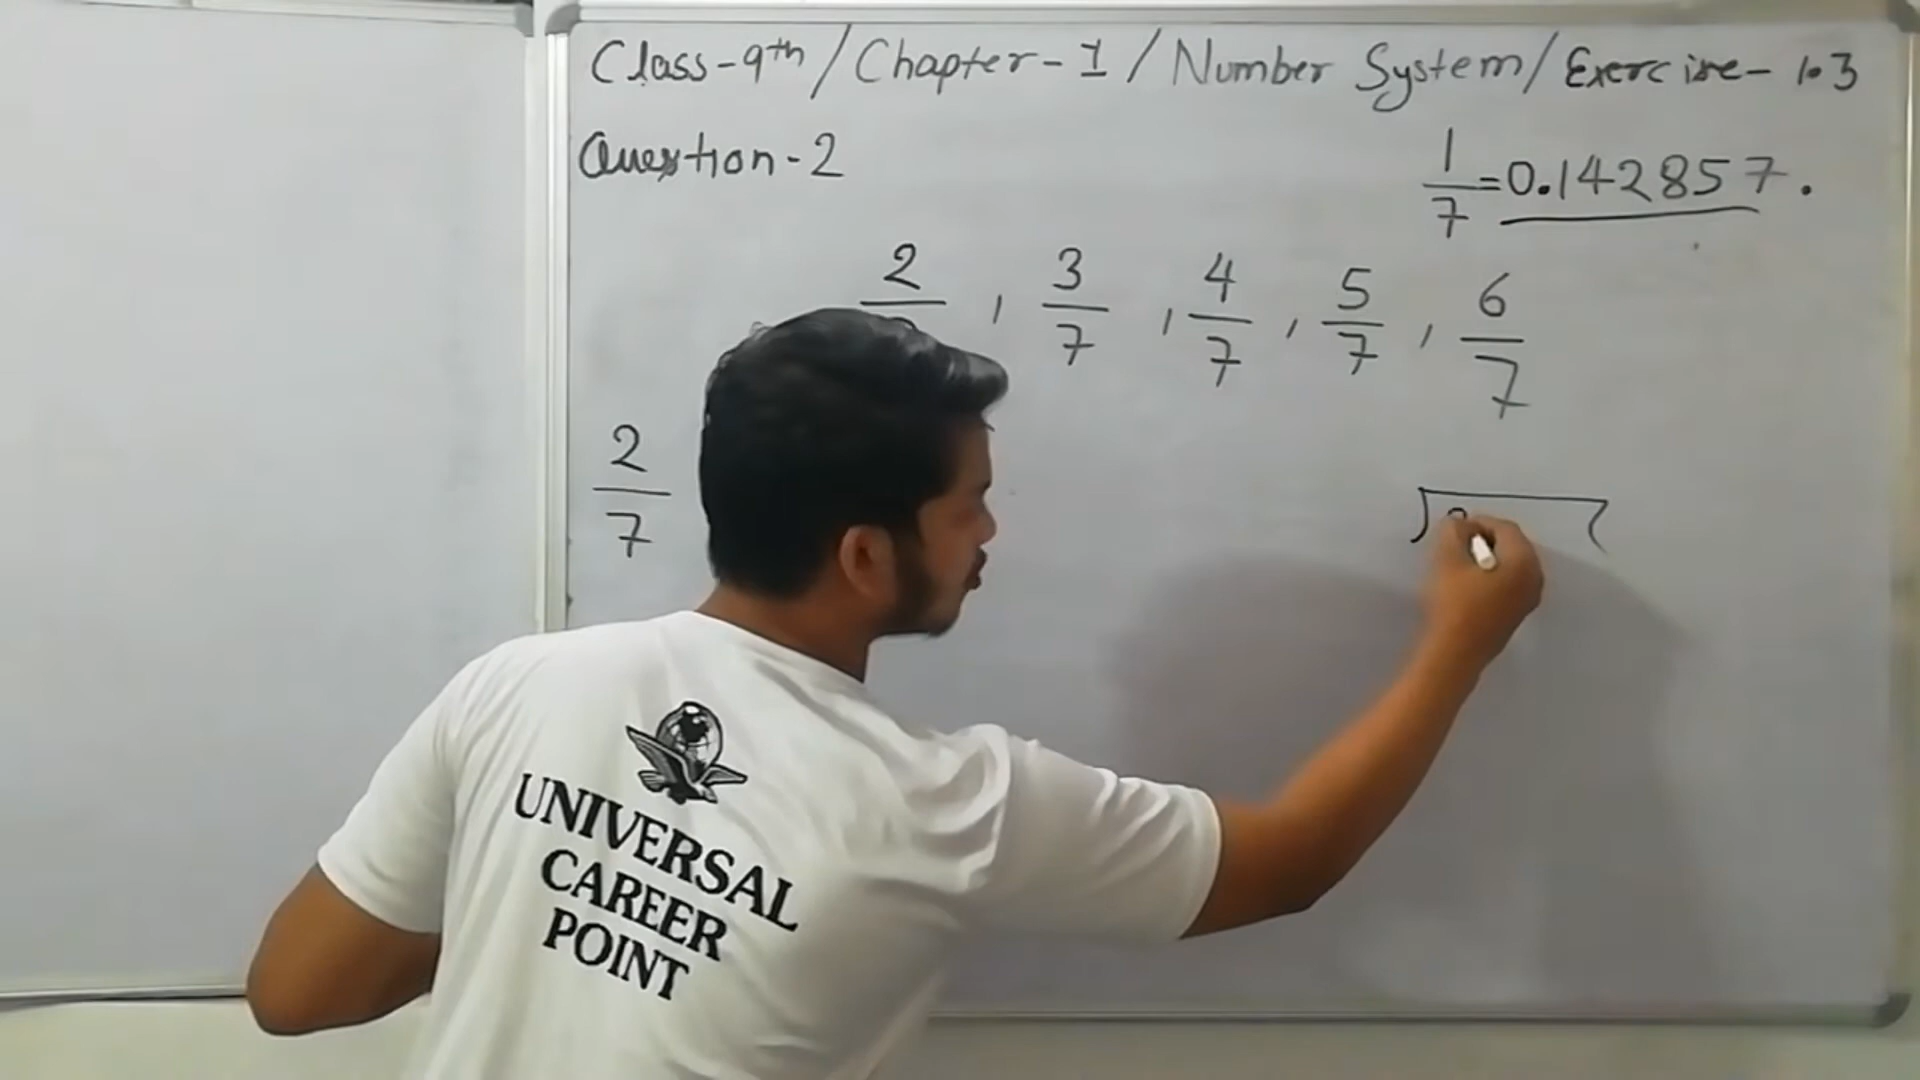 Class-9th/Chapter-1/Number System/Exercise-1.3
Question-2
1/7=0.142857.
2, 3/7, 4/7, 5/7, 6/7
2/7
UNIVERSAL
CAREER
POINT